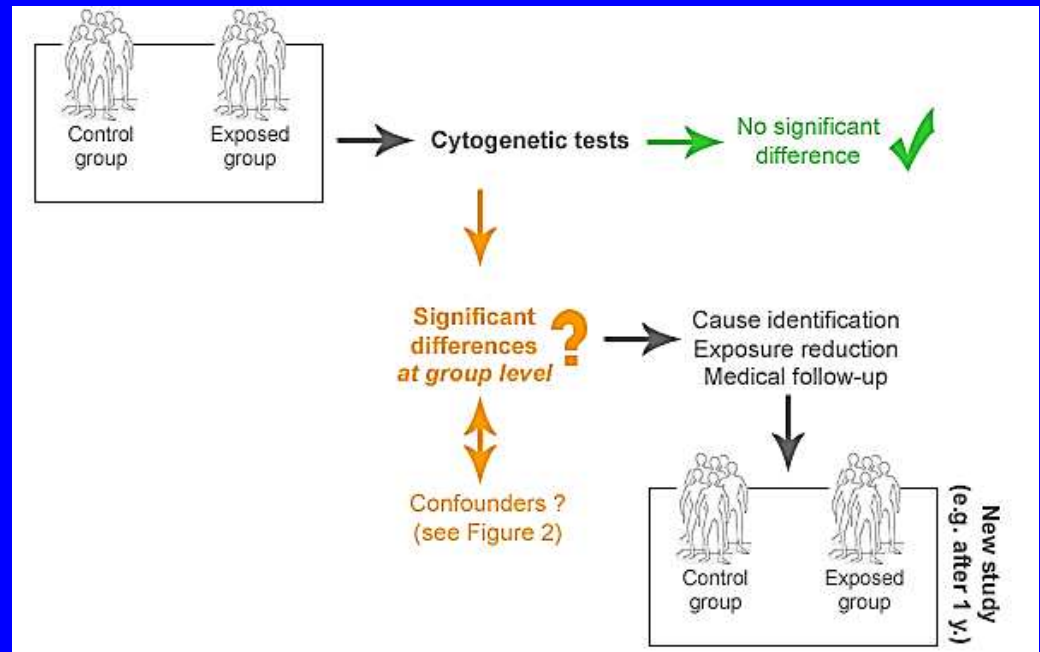 Control
group
Exposed
group
Cytogenetic tests
No significant
difference
Significant
differences
at group level
?
Cause identification
Exposure reduction
Medical follow-up
Confounders ?
(see Figure 2)
Control
group
Exposed
group
New study
(e.g. after 1 y.)